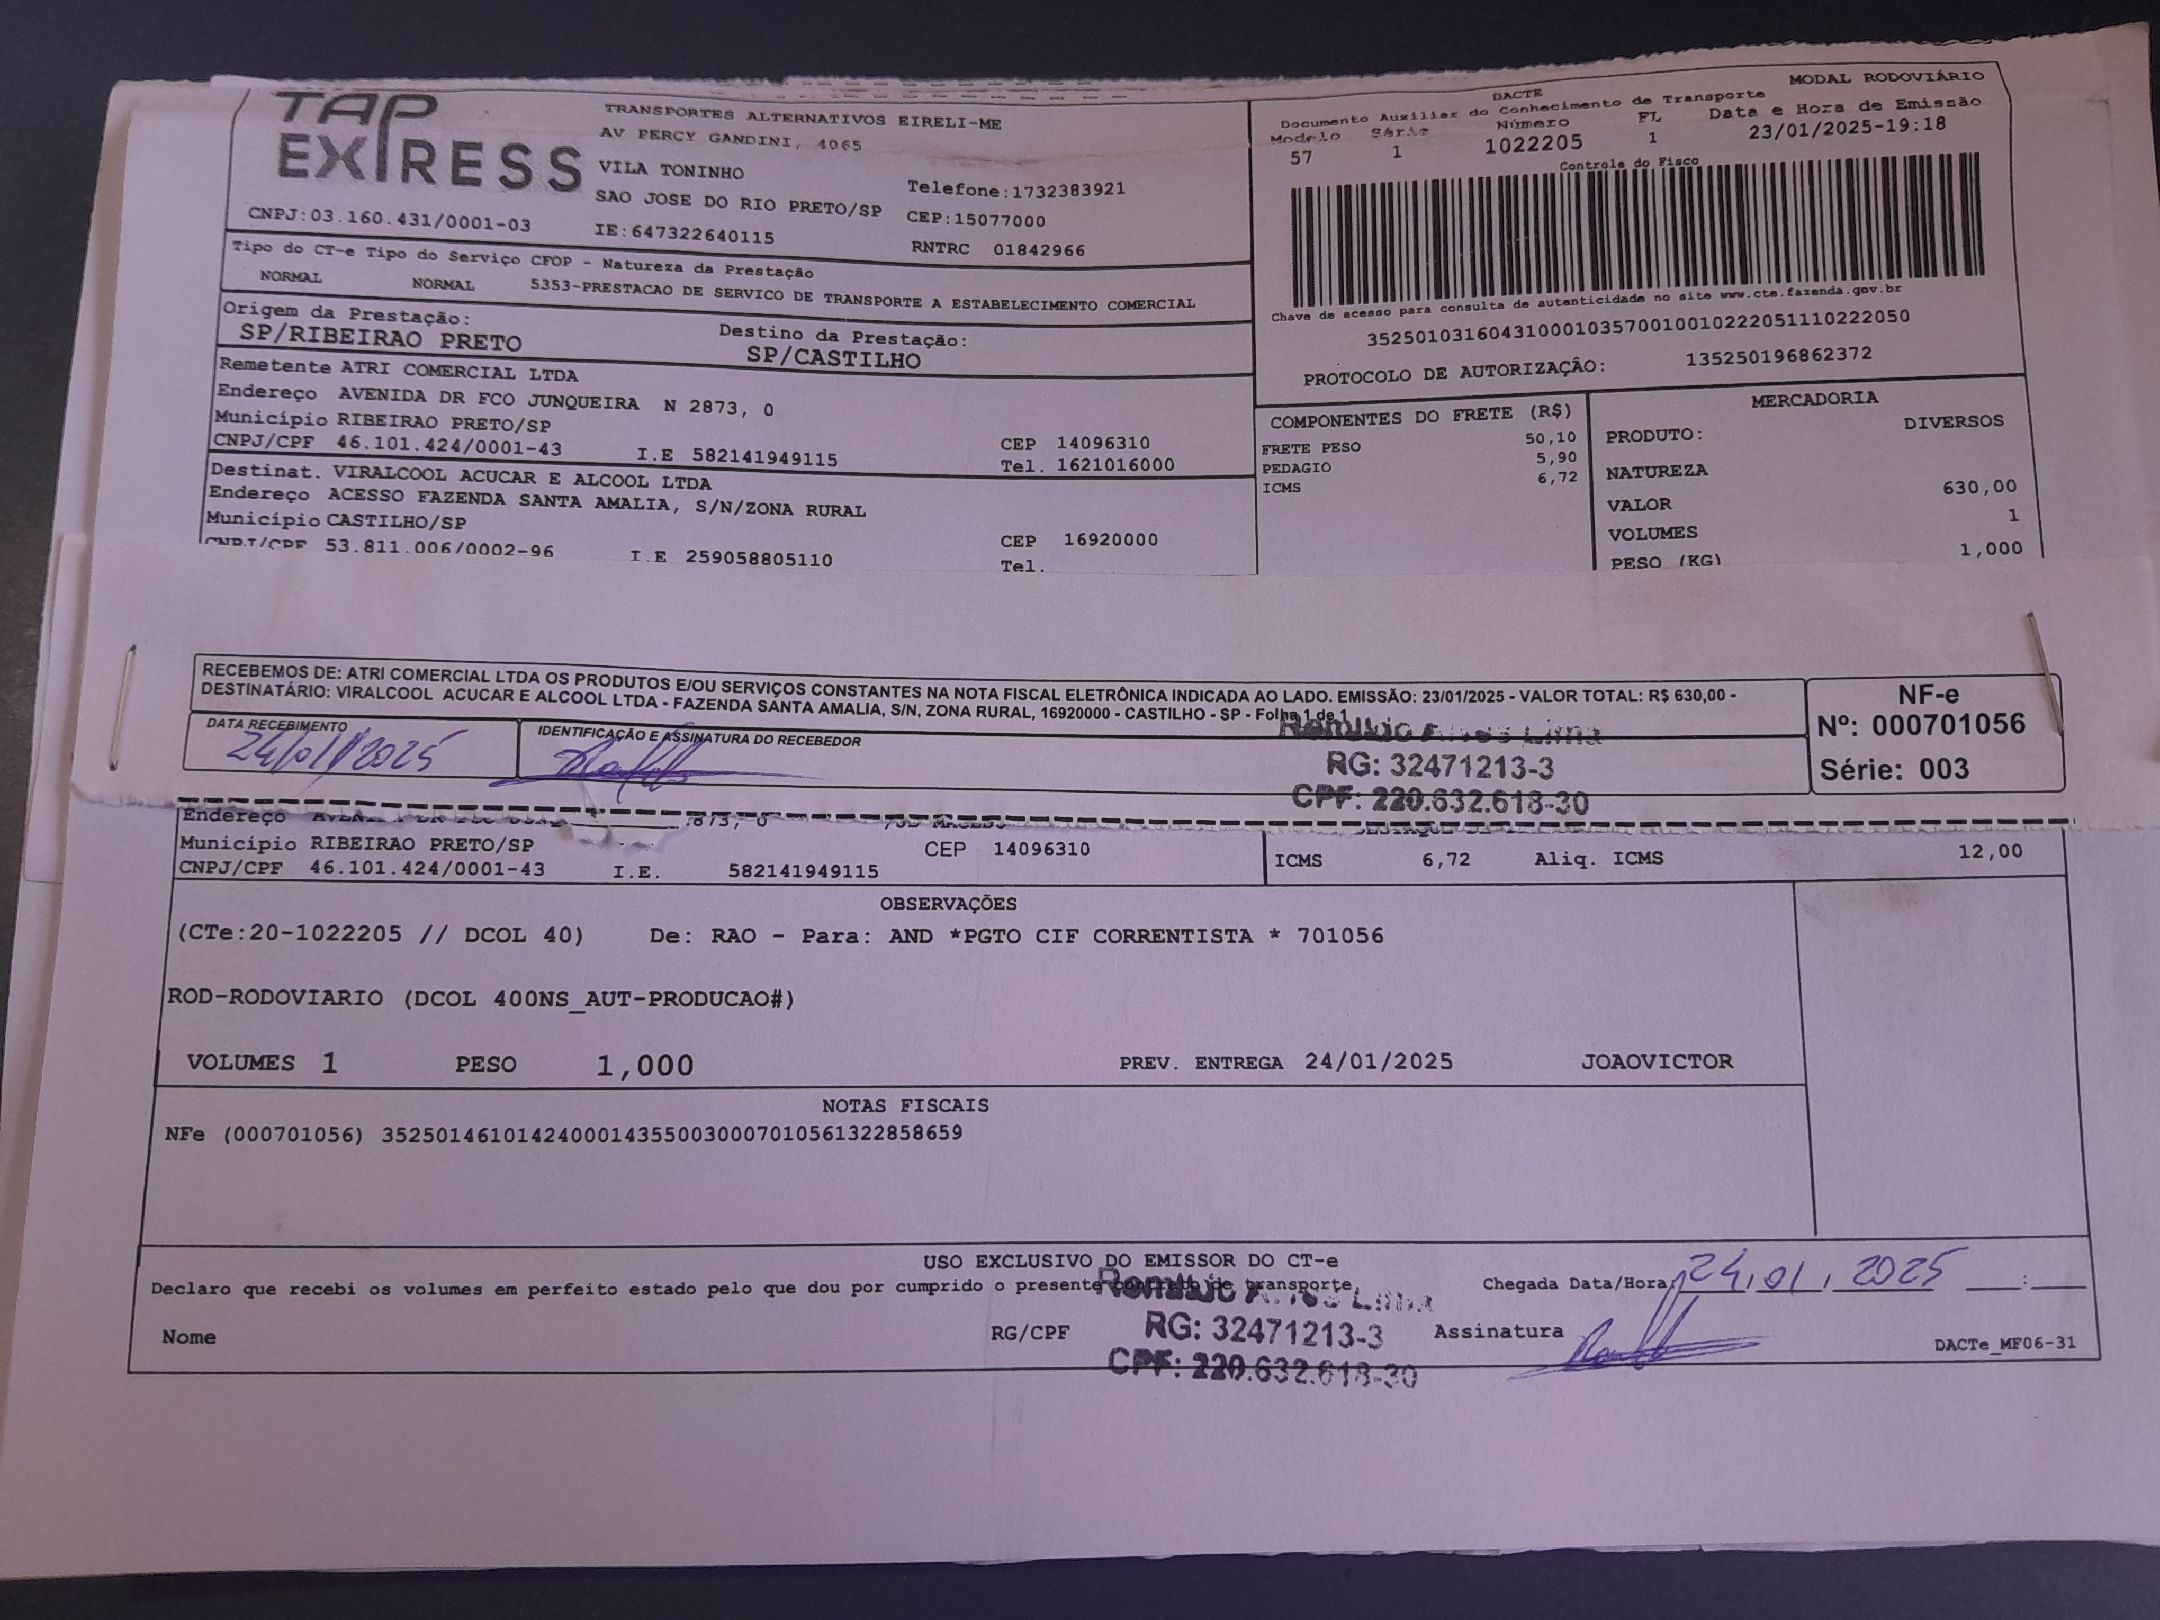 TAP EXPRESS
TRANSPORTES ALTERNATIVOS EIRELI-ME
AV PERCY GANDINI, 4065
VILA TONINHO
SAO JOSE DO RIO PRETO/SP
Telefone:1732383921
CEP:15077000
CNPJ:03.160.431/0001-03
IE:647322640115
RNTRC 01842966
Tipo do CT-e Tipo do Serviço CFOP - Natureza da Prestação
NORMAL NORMAL 5353-PRESTACAO DE SERVICO DE TRANSPORTE A ESTABELECIMENTO COMERCIAL
Origem da Prestação:
SP/RIBEIRAO PRETO
Destino da Prestação:
SP/CASTILHO
Remetente ATRI COMERCIAL LTDA
Endereço AVENIDA DR FCO JUNQUEIRA N 2873, 0
Município RIBEIRAO PRETO/SP
CEP 14096310
CNPJ/CPF 46.101.424/0001-43 I.E 582141949115 Tel. 1621016000
Destinat. VIRALCOOL ACUCAR E ALCOOL LTDA
Endereço ACESSO FAZENDA SANTA AMALIA, S/N/ZONA RURAL
Município CASTILHO/SP
CEP 16920000
CNPJ/CPF 53.811.006/0002-96 I.E 259058805110 Tel.
MODAL RODOVIÁRIO
DACTE
Documento Auxiliar do Conhecimento de Transporte
Modelo Série Número FL Data e Hora de Emissão
57 1 1022205 1 23/01/2025-19:18
Controle do Fisco
Chave de acesso para consulta de autenticidade no site www.cte.fazenda.gov.br
35250103160431000103570010010222051110222050
PROTOCOLO DE AUTORIZAÇÂO: 135250196862372
COMPONENTES DO FRETE (R$)
FRETE PESO 50,10
PEDAGIO 5,90
ICMS 6,72
MERCADORIA
PRODUTO: DIVERSOS
NATUREZA
VALOR 630,00
VOLUMES 1
PESO (KG) 1,000
RECEBEMOS DE: ATRI COMERCIAL LTDA OS PRODUTOS E/OU SERVIÇOS CONSTANTES NA NOTA FISCAL ELETRÔNICA INDICADA AO LADO. EMISSÃO: 23/01/2025 - VALOR TOTAL: R$ 630,00 -
DESTINATÁRIO: VIRALCOOL ACUCAR E ALCOOL LTDA - FAZENDA SANTA AMALIA, S/N, ZONA RURAL, 16920000 - CASTILHO - SP - Folha 1 de 1
DATA RECEBIMENTO
24/01/2025
IDENTIFICAÇÃO E ASSINATURA DO RECEBEDOR
Lima
RG: 32471213-3
CPF: 220.632.618-30
NF-e
Nº: 000701056
Série: 003
Endereço
Município RIBEIRAO PRETO/SP CEP 14096310
CNPJ/CPF 46.101.424/0001-43 I.E. 582141949115
ICMS 6,72 Aliq. ICMS 12,00
OBSERVAÇÕES
(CTe:20-1022205 // DCOL 40) De: RAO - Para: AND *PGTO CIF CORRENTISTA * 701056
ROD-RODOVIARIO (DCOL 400NS_AUT-PRODUCAO#)
VOLUMES 1 PESO 1,000 PREV. ENTREGA 24/01/2025 JOAOVICTOR
NOTAS FISCAIS
NFe (000701056) 35250146101424000143550030007010561322858659
USO EXCLUSIVO DO EMISSOR DO CT-e
Declaro que recebi os volumes em perfeito estado pelo que dou por cumprido o presente contrato de transporte.
Chegada Data/Hora 24/01/2025 :
Lima
Nome RG/CPF
RG: 32471213-3
CPF: 220.632.618-30
Assinatura
DACTe_MF06-31